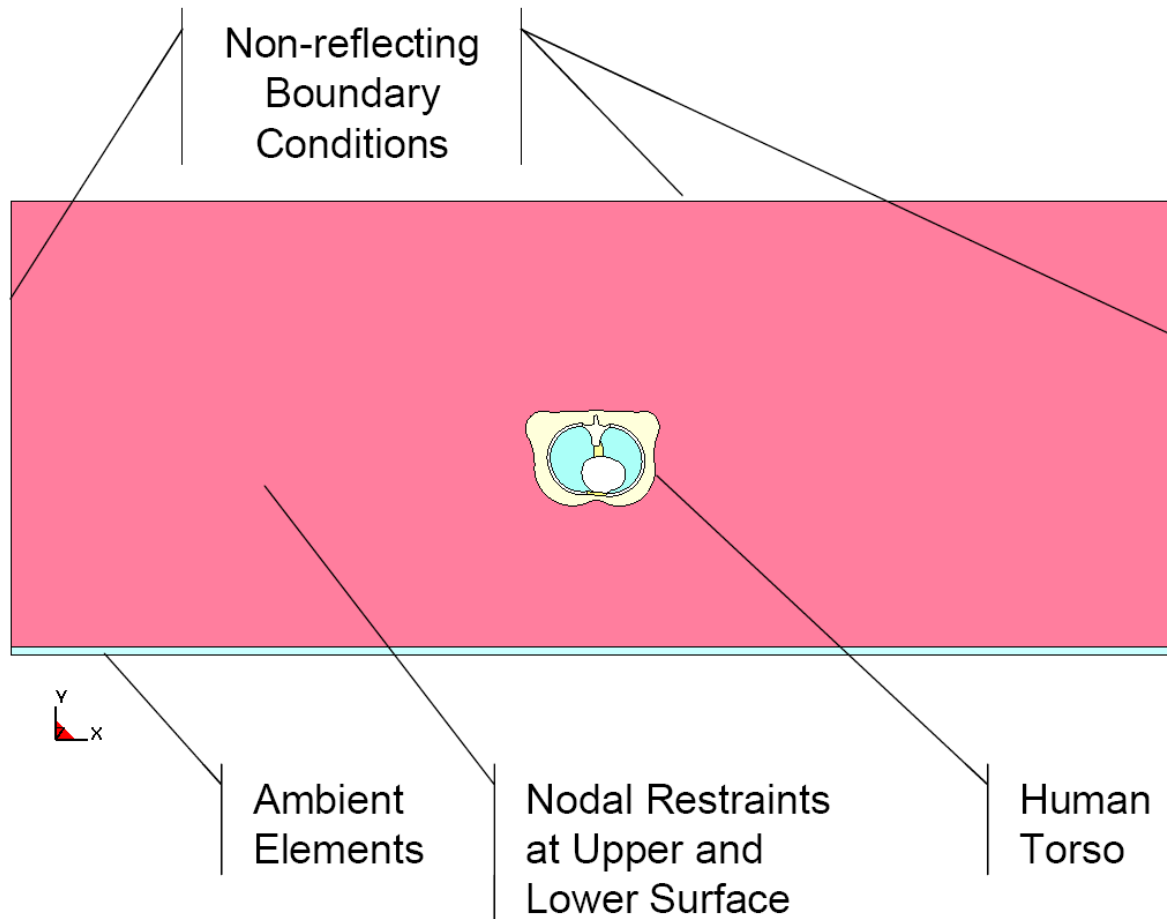 Non-reflecting
Boundary
Conditions
Y
Z X
Ambient
Elements
Nodal Restraints
at Upper and
Lower Surface
Human
Torso